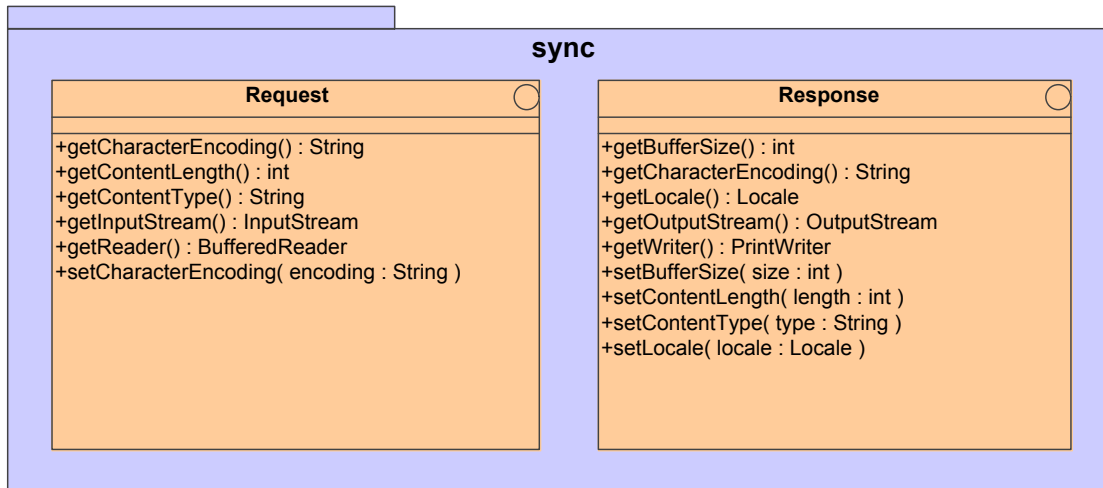 sync
Request
+getCharacterEncoding() : String
+getContentLength() : int
+getContentType() : String
+getInputStream() : InputStream
+getReader() : BufferedReader
+setCharacterEncoding( encoding : String )
Response
+getBufferSize() : int
+getCharacterEncoding() : String
+getLocale() : Locale
+getOutputStream() : OutputStream
+getWriter() : PrintWriter
+setBufferSize( size : int )
+setContentLength( length : int )
+setContentType( type : String )
+setLocale( locale : Locale )